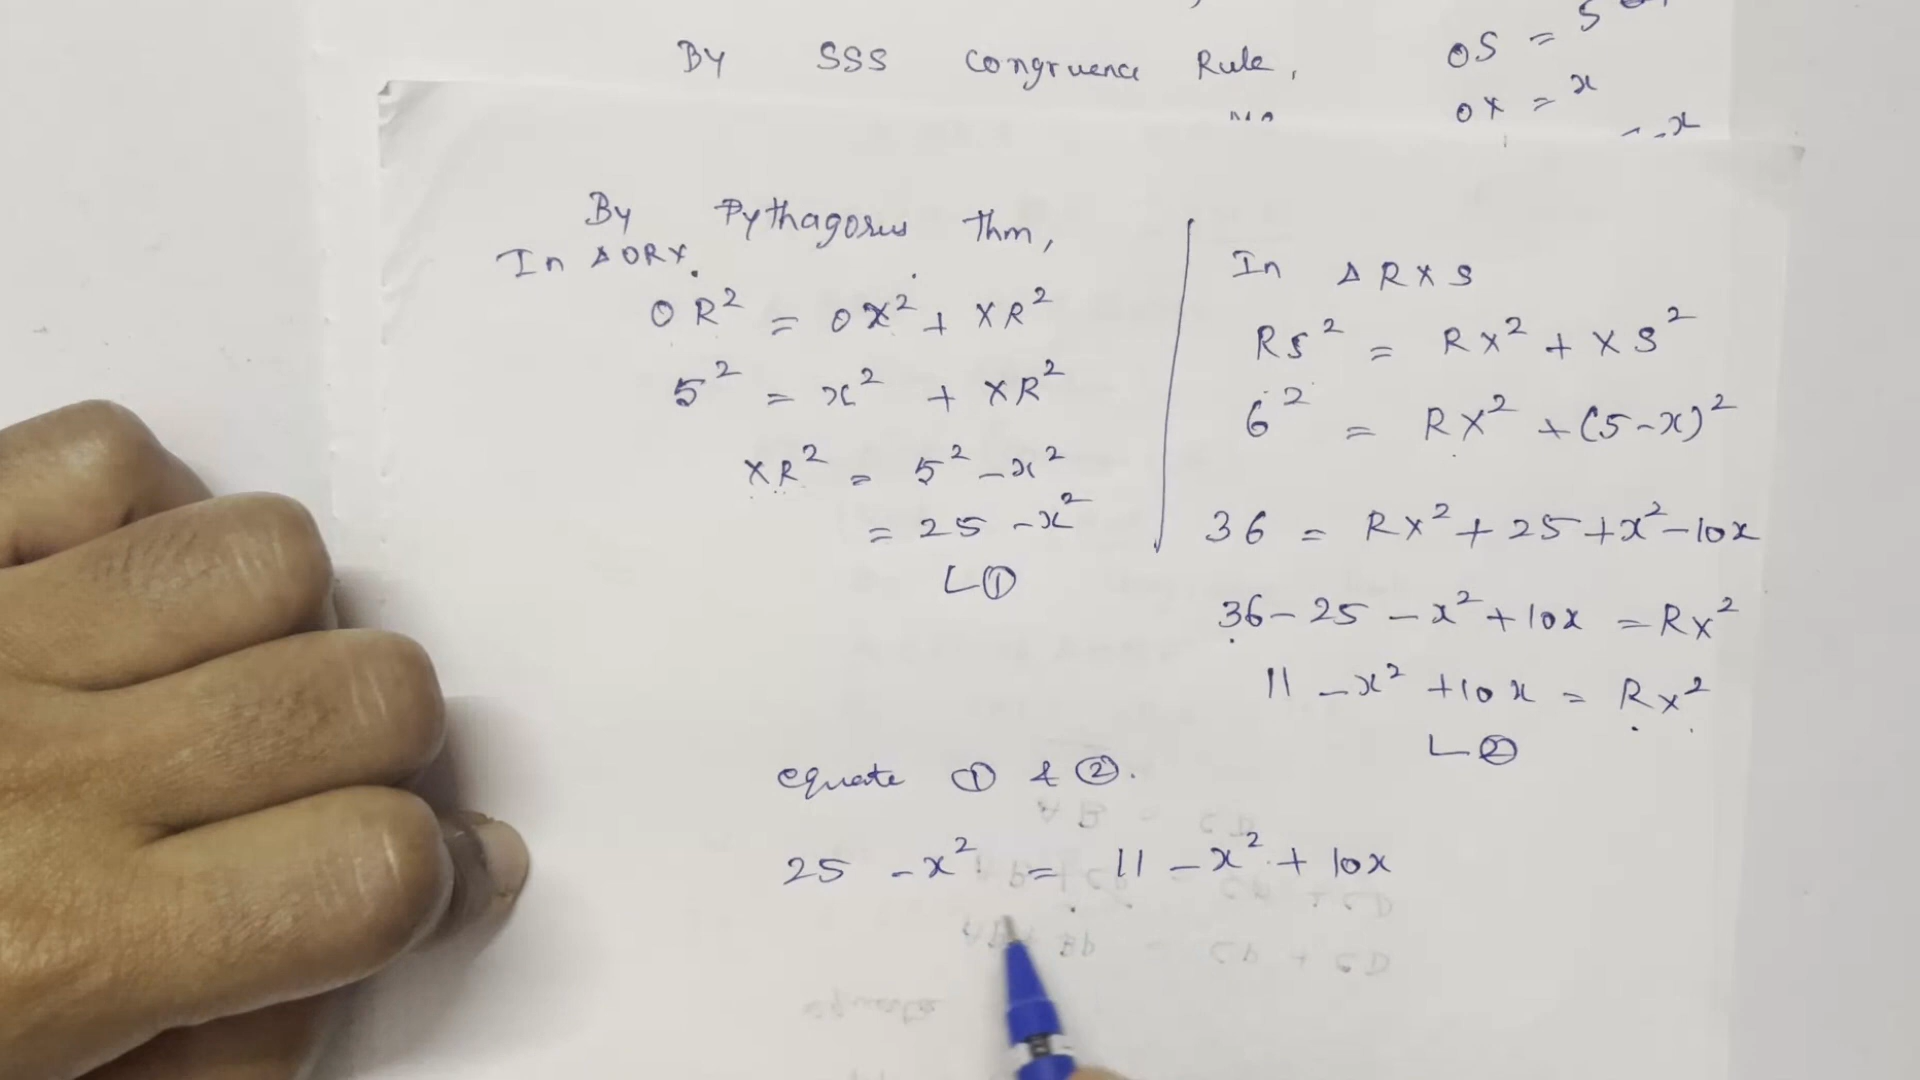 By SSS Congruence Rule,
OS = 5
OX = x
-x
By Pythagorus Thm,
In ΔORX.
OR² = OX² + XR²
5² = x² + XR²
XR² = 5² - x²
= 25 - x²
L①
In ΔRXS
RS² = RX² + XS²
6² = RX² + (5-x)²
36 = RX² + 25 + x² - 10x
36 - 25 - x² + 10x = RX²
11 - x² + 10x = RX²
L②
equate ① & ②.
25 - x² = 11 - x² + 10x